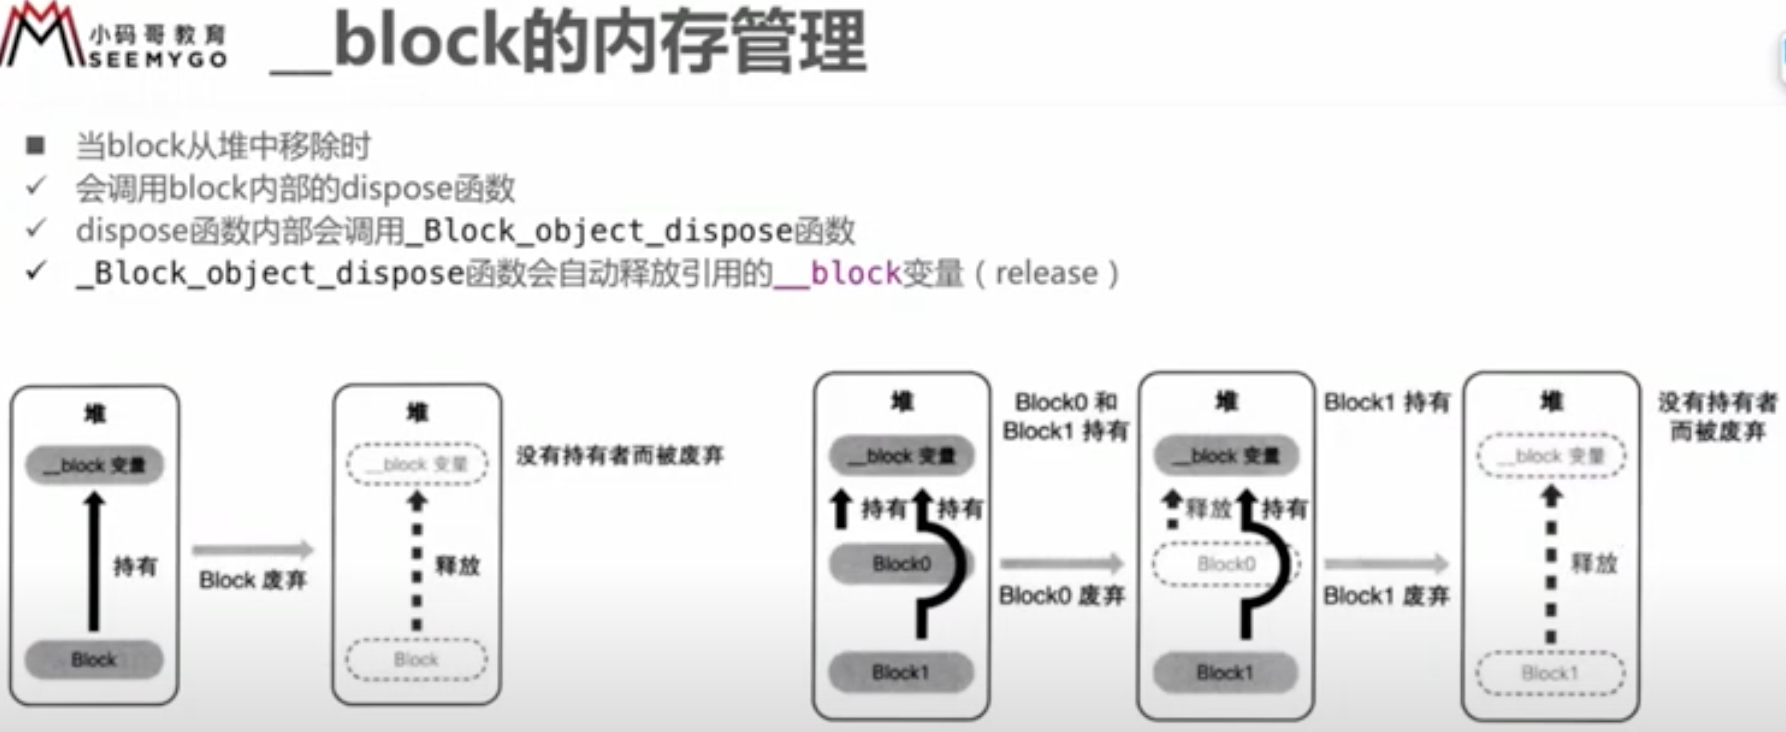 小码哥教育
SEEMYGO
__block的内存管理
当block从堆中移除时
会调用block内部的dispose函数
dispose函数内部会调用_Block_object_dispose函数
_Block_object_dispose函数会自动释放引用的__block变量（release）
堆
__block 变量
持有
Block
Block 废弃
堆
__block 变量
释放
Block
没有持有者而被废弃
堆
__block 变量
持有
持有
Block0
Block1
Block0 和
Block1 持有
Block0 废弃
堆
__block 变量
释放
持有
Block0
Block1
Block1 持有
Block1 废弃
堆
__block 变量
释放
Block1
没有持有者
而被废弃